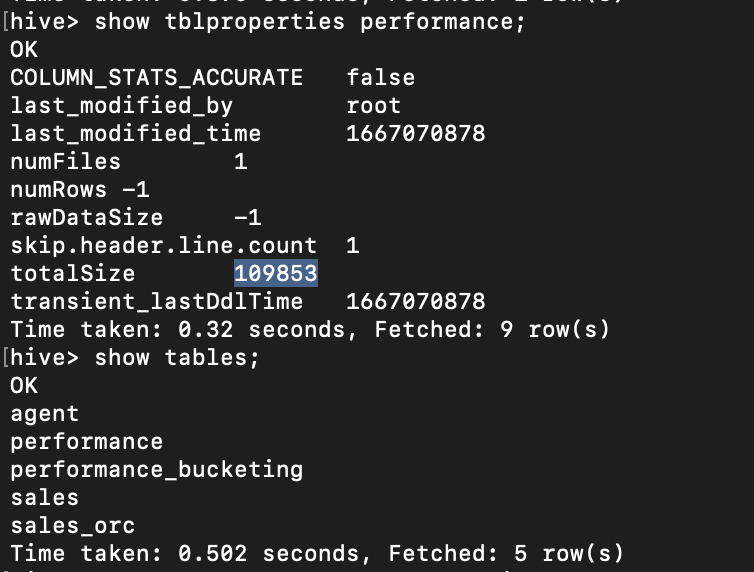 [hive> show tblproperties performance;
OK
COLUMN_STATS_ACCURATE   false
last_modified_by        root
last_modified_time      1667070878
numFiles        1
numRows -1
rawDataSize     -1
skip.header.line.count  1
totalSize       109853
transient_lastDdlTime   1667070878
Time taken: 0.32 seconds, Fetched: 9 row(s)
[hive> show tables;
OK
agent
performance
performance_bucketing
sales
sales_orc
Time taken: 0.502 seconds, Fetched: 5 row(s)